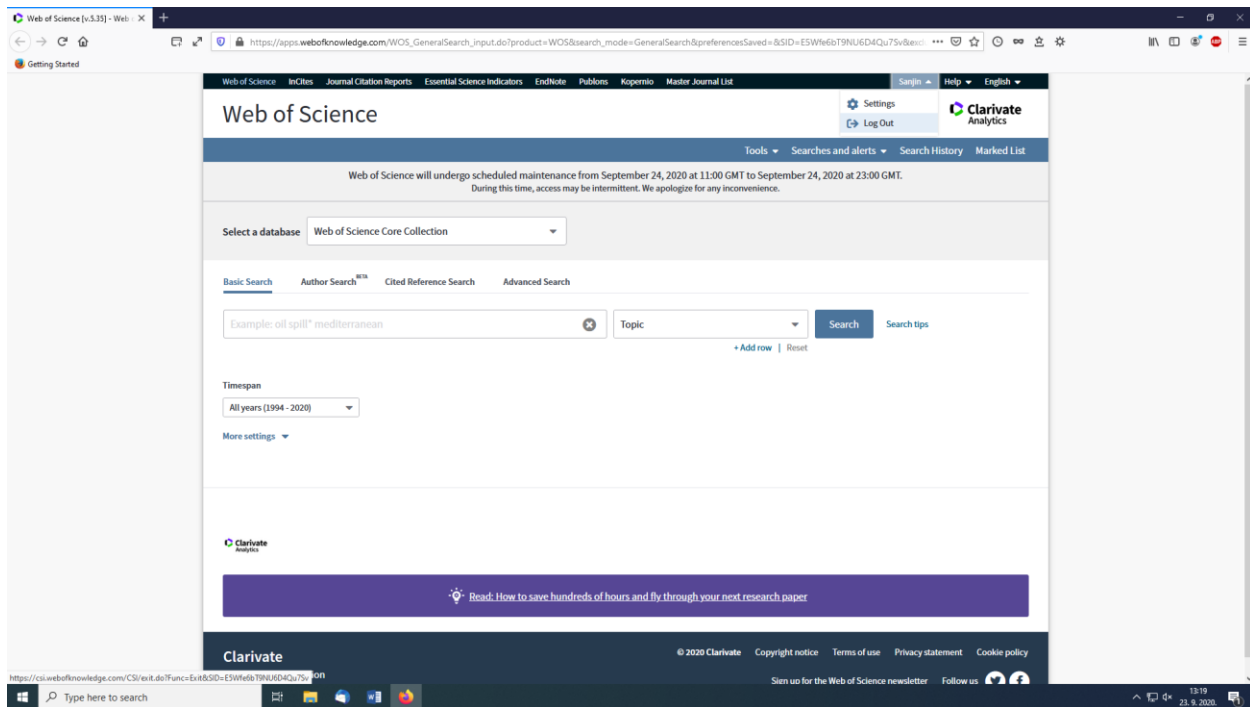 Web of Science [v.5.35] - Web
https://apps.webofknowledge.com/WOS_GeneralSearch_input.do?product=WOS&search_mode=GeneralSearch&preferencesSaved=&SID=E5Wfe6bT9NU6D4Qu7Sv&exc
Getting Started
Web of Science InCites Journal Citation Reports Essential Science Indicators EndNote Publons Kopernio Master Journal List Sanjin Help English
Web of Science
Settings
Log Out
Clarivate
Analytics
Tools Searches and alerts Search History Marked List
Web of Science will undergo scheduled maintenance from September 24, 2020 at 11:00 GMT to September 24, 2020 at 23:00 GMT.
During this time, access may be intermittent. We apologize for any inconvenience.
Select a database Web of Science Core Collection
Basic Search Author Search BETA Cited Reference Search Advanced Search
Example: oil spill* mediterranean Topic Search Search tips
+ Add row | Reset
Timespan
All years (1994 - 2020)
More settings
Clarivate
Analytics
Read: How to save hundreds of hours and fly through your next research paper
Clarivate © 2020 Clarivate Copyright notice Terms of use Privacy statement Cookie policy
https://csi.webofknowledge.com/CSI/exit.do?Func=Exit&SID=E5Wfe6bT9NU6D4Qu7Sv ion
Sign up for the Web of Science newsletter Follow us
Type here to search
13:19
23. 9. 2020.